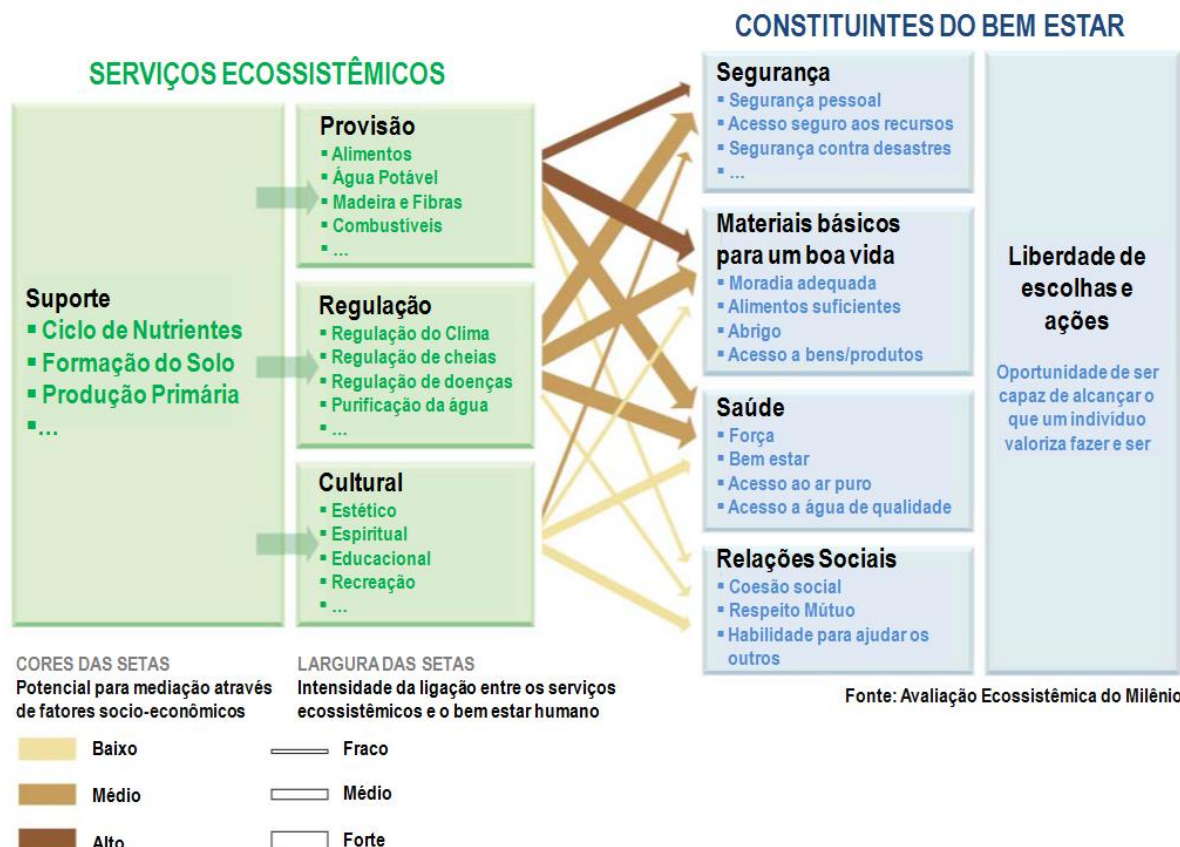 SERVIÇOS ECOSSISTÊMICOS
Suporte
▪ Ciclo de Nutrientes
▪ Formação do Solo
▪ Produção Primária
▪...
Provisão
▪ Alimentos
▪ Água Potável
▪ Madeira e Fibras
▪ Combustíveis
▪ ...
Regulação
▪ Regulação do Clima
▪ Regulação de cheias
▪ Regulação de doenças
▪ Purificação da água
▪ ...
Cultural
▪ Estético
▪ Espiritual
▪ Educacional
▪ Recreação
▪ ...
CONSTITUINTES DO BEM ESTAR
Segurança
▪ Segurança pessoal
▪ Acesso seguro aos recursos
▪ Segurança contra desastres
▪ ...
Materiais básicos
para um boa vida
▪ Moradia adequada
▪ Alimentos suficientes
▪ Abrigo
▪ Acesso a bens/produtos
Saúde
▪ Força
▪ Bem estar
▪ Acesso ao ar puro
▪ Acesso a água de qualidade
Relações Sociais
▪ Coesão social
▪ Respeito Mútuo
▪ Habilidade para ajudar os
outros
Liberdade de
escolhas e
ações
Oportunidade de ser
capaz de alcançar o
que um indivíduo
valoriza fazer e ser
Fonte: Avaliação Ecossistêmica do Milênio
CORES DAS SETAS
Potencial para mediação através
de fatores socio-econômicos
Baixo
Médio
Alto
LARGURA DAS SETAS
Intensidade da ligação entre os serviços
ecossistêmicos e o bem estar humano
Fraco
Médio
Forte